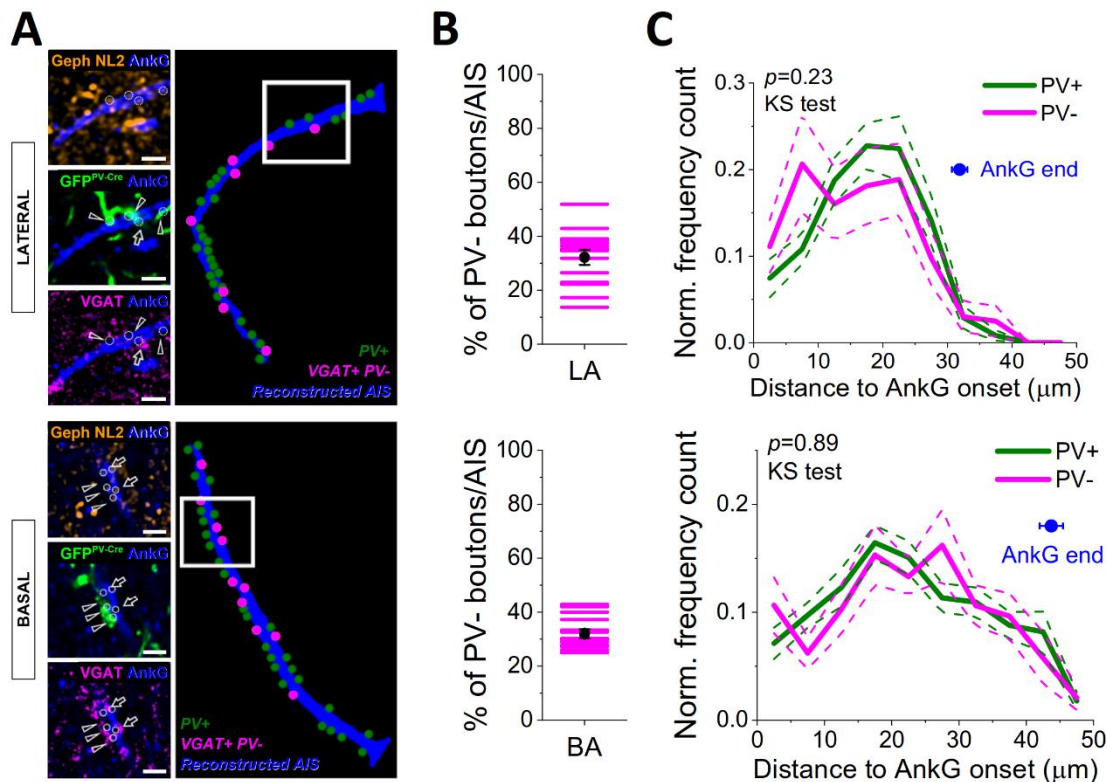 A
LATERAL
Geph NL2 AnkG
GFPPV-Cre AnkG
VGAT AnkG
PV+
VGAT+ PV-
Reconstructed AIS
BASAL
Geph NL2 AnkG
GFPPV-Cre AnkG
VGAT AnkG
PV+
VGAT+ PV-
Reconstructed AIS
B
% of PV- boutons/AIS
100
80
60
40
20
0
LA
% of PV- boutons/AIS
100
80
60
40
20
0
BA
C
Norm. frequency count
0.3
0.2
0.1
0.0
p=0.23
KS test
PV+
PV-
AnkG end
0 10 20 30 40 50
Distance to AnkG onset (μm)
Norm. frequency count
0.2
0.1
0.0
p=0.89
KS test
PV+
PV-
AnkG end
0 10 20 30 40 50
Distance to AnkG onset (μm)